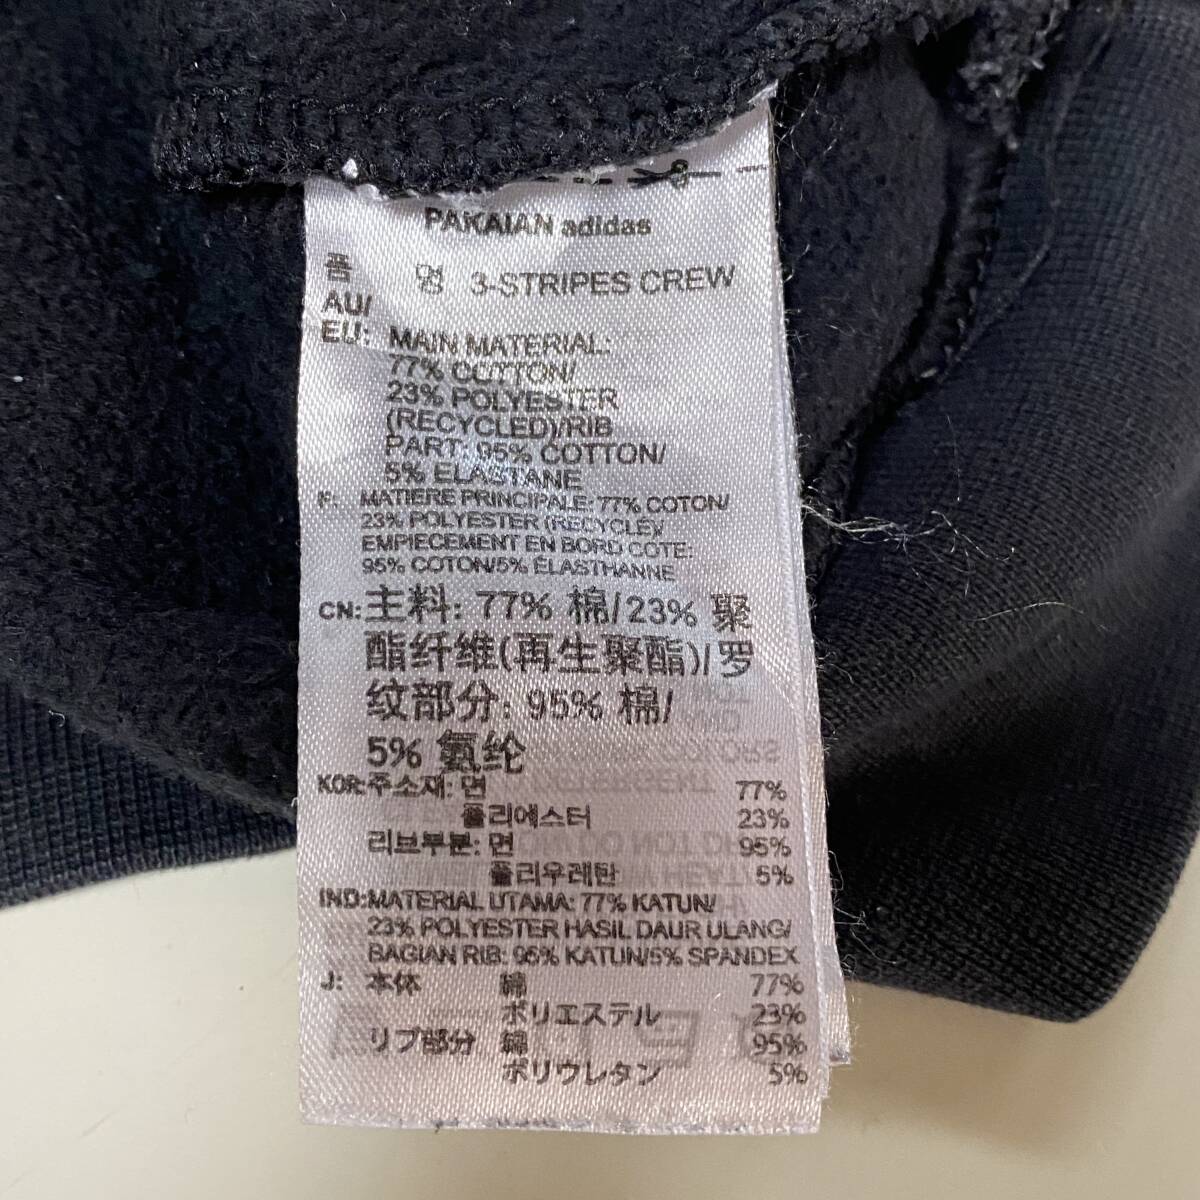 PAKAIAN adidas
품 명 3-STRIPES CREW
AU/
EU: MAIN MATERIAL:
77% COTTON/
23% POLYESTER
(RECYCLED)/RIB
PART: 95% COTTON/
5% ELASTANE
F: MATIERE PRINCIPALE: 77% COTON/
23% POLYESTER (RECYCLÉ)/
EMPIECEMENT EN BORD COTE:
95% COTON/5% ÉLASTHANNE
CN: 主料: 77% 棉/23% 聚
酯纤维(再生聚酯)/罗
纹部分: 95% 棉/
5% 氨纶
KOR: 주소재: 면 77%
폴리에스터 23%
리브부분: 면 95%
폴리우레탄 5%
IND: MATERIAL UTAMA: 77% KATUN/
23% POLYESTER HASIL DAUR ULANG/
BAGIAN RIB: 95% KATUN/5% SPANDEX
J: 本体 綿 77%
ポリエステル 23%
リブ部分 綿 95%
ポリウレタン 5%